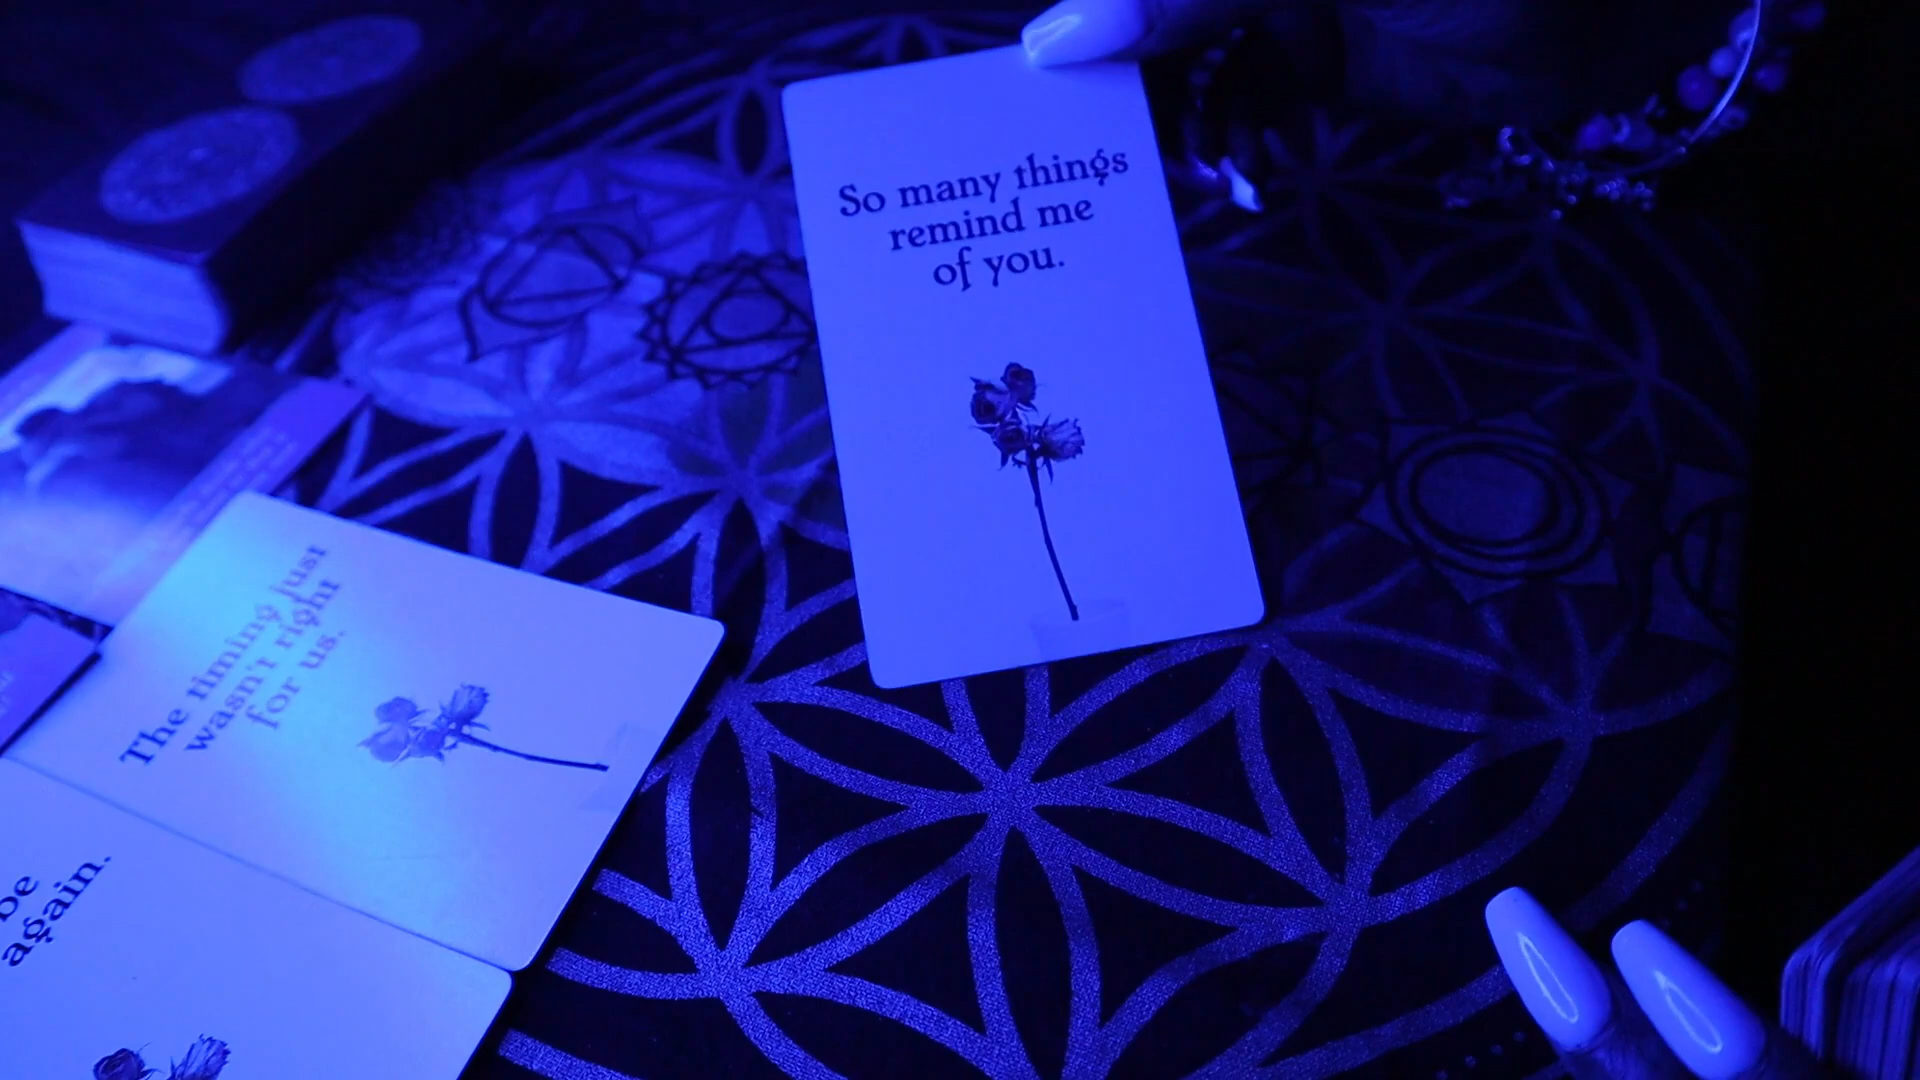 So many things
remind me
of you.
The timing just
wasn't right
for us.
be
again.